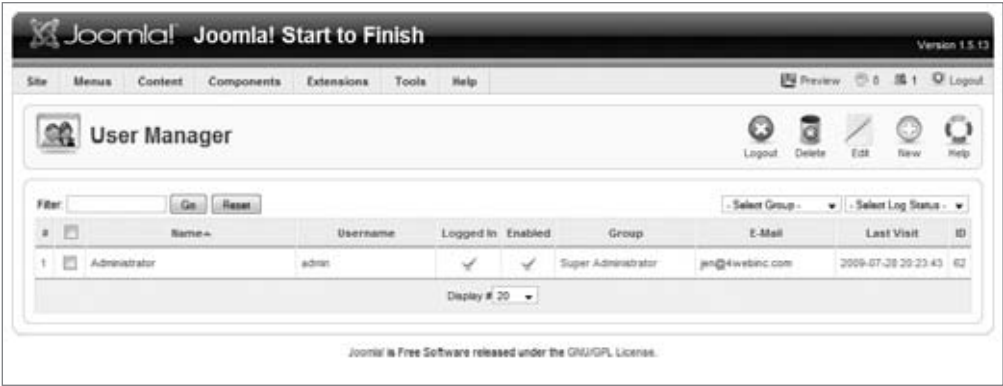 Joomla! Joomla! Start to Finish
Version 1.5.13
Site Menus Content Components Extensions Tools Help Preview 0 1 Logout
User Manager
Logout Delete Edit New Help
Filter: Go Reset - Select Group - - Select Log Status -
# Name Username Logged In Enabled Group E-Mail Last Visit ID
1 Administrator admin Super Administrator jen@4webinc.com 2009-07-28 20:23:43 62
Display # 20
Joomla! is Free Software released under the GNU/GPL License.